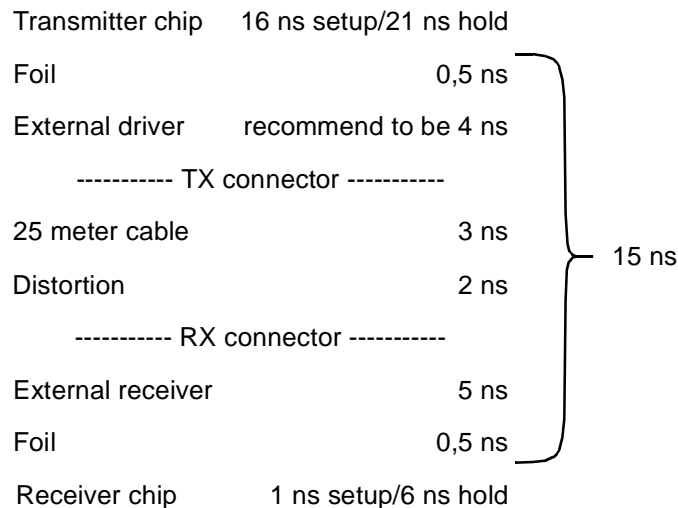 Transmitter chip 16 ns setup/21 ns hold
Foil 0,5 ns
External driver recommend to be 4 ns
----------- TX connector -----------
25 meter cable 3 ns
15 ns
Distortion 2 ns
----------- RX connector -----------
External receiver 5 ns
Foil 0,5 ns
Receiver chip 1 ns setup/6 ns hold